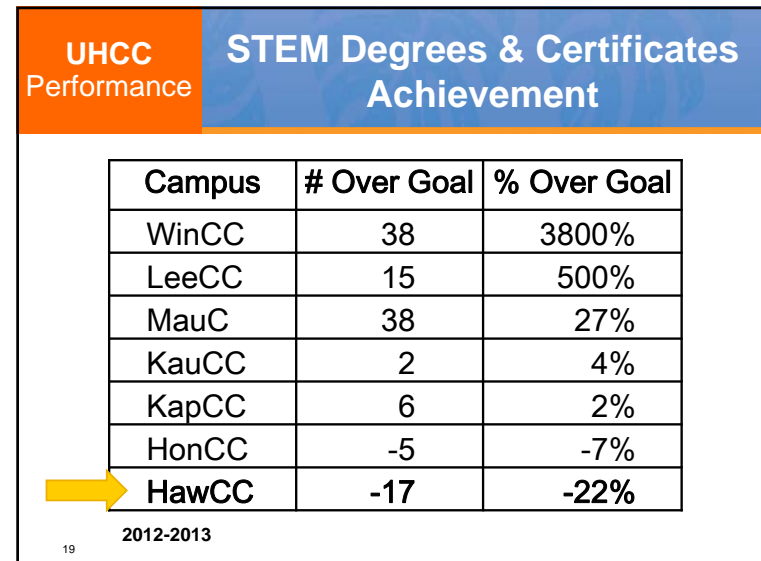 UHCC
Performance
STEM Degrees & Certificates
Achievement
Campus # Over Goal % Over Goal
WinCC 38 3800%
LeeCC 15 500%
MauC 38 27%
KauCC 2 4%
KapCC 6 2%
HonCC -5 -7%
HawCC -17 -22%
2012-2013
19